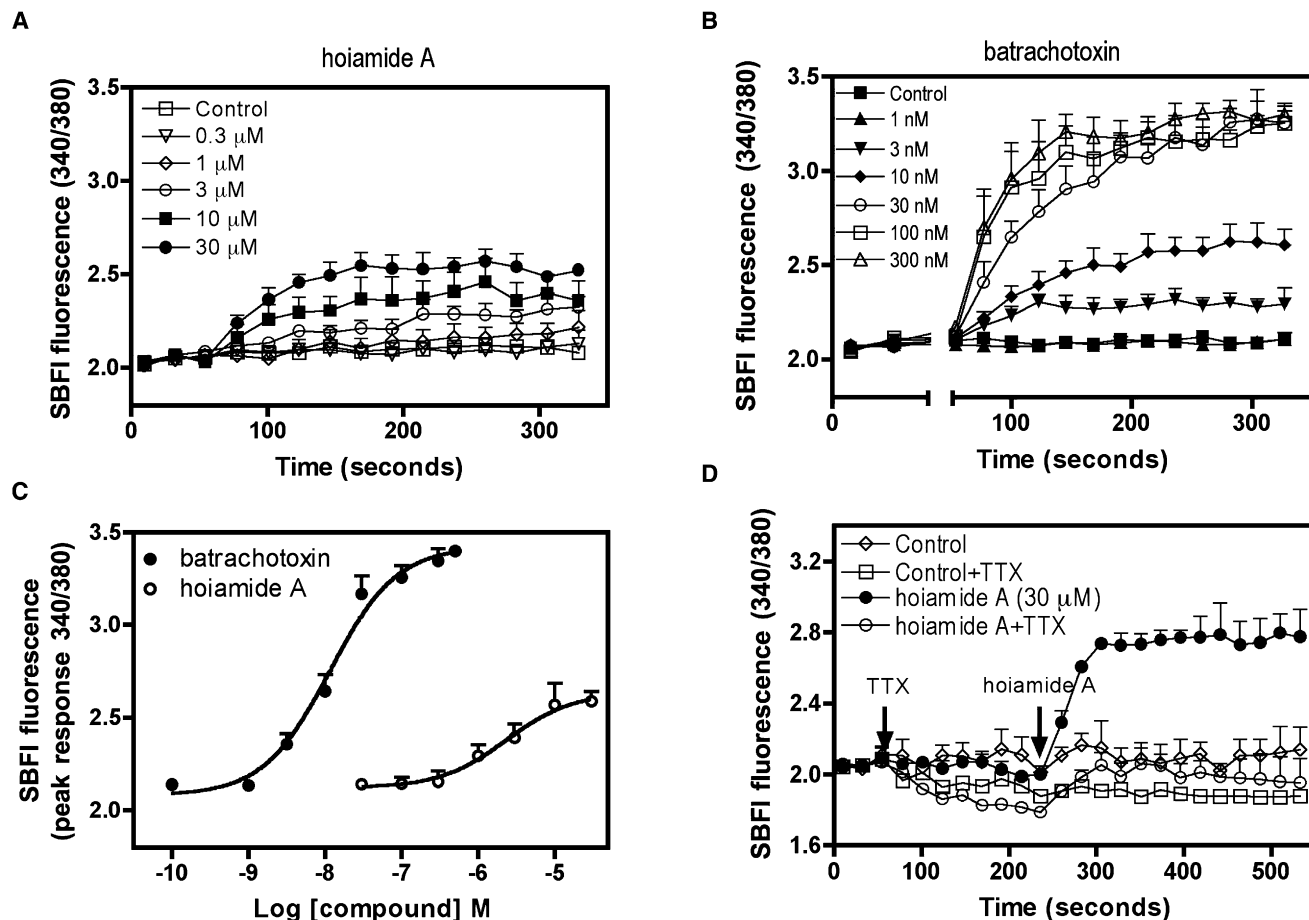 A
hoiamide A
SBFI fluorescence (340/380)
3.5
3.0
2.5
2.0
Control
0.3 μM
1 μM
3 μM
10 μM
30 μM
0
100
200
300
Time (seconds)
B
batrachotoxin
SBFI fluorescence (340/380)
3.5
3.0
2.5
2.0
Control
1 nM
3 nM
10 nM
30 nM
100 nM
300 nM
0
100
200
300
Time (seconds)
C
SBFI fluorescence
(peak response 340/380)
3.5
3.0
2.5
2.0
batrachotoxin
hoiamide A
-10
-9
-8
-7
-6
-5
Log [compound] M
D
SBFI fluorescence (340/380)
3.2
2.8
2.4
2.0
1.6
Control
Control+TTX
hoiamide A (30 μM)
hoiamide A+TTX
TTX
hoiamide A
0
100
200
300
400
500
Time (seconds)